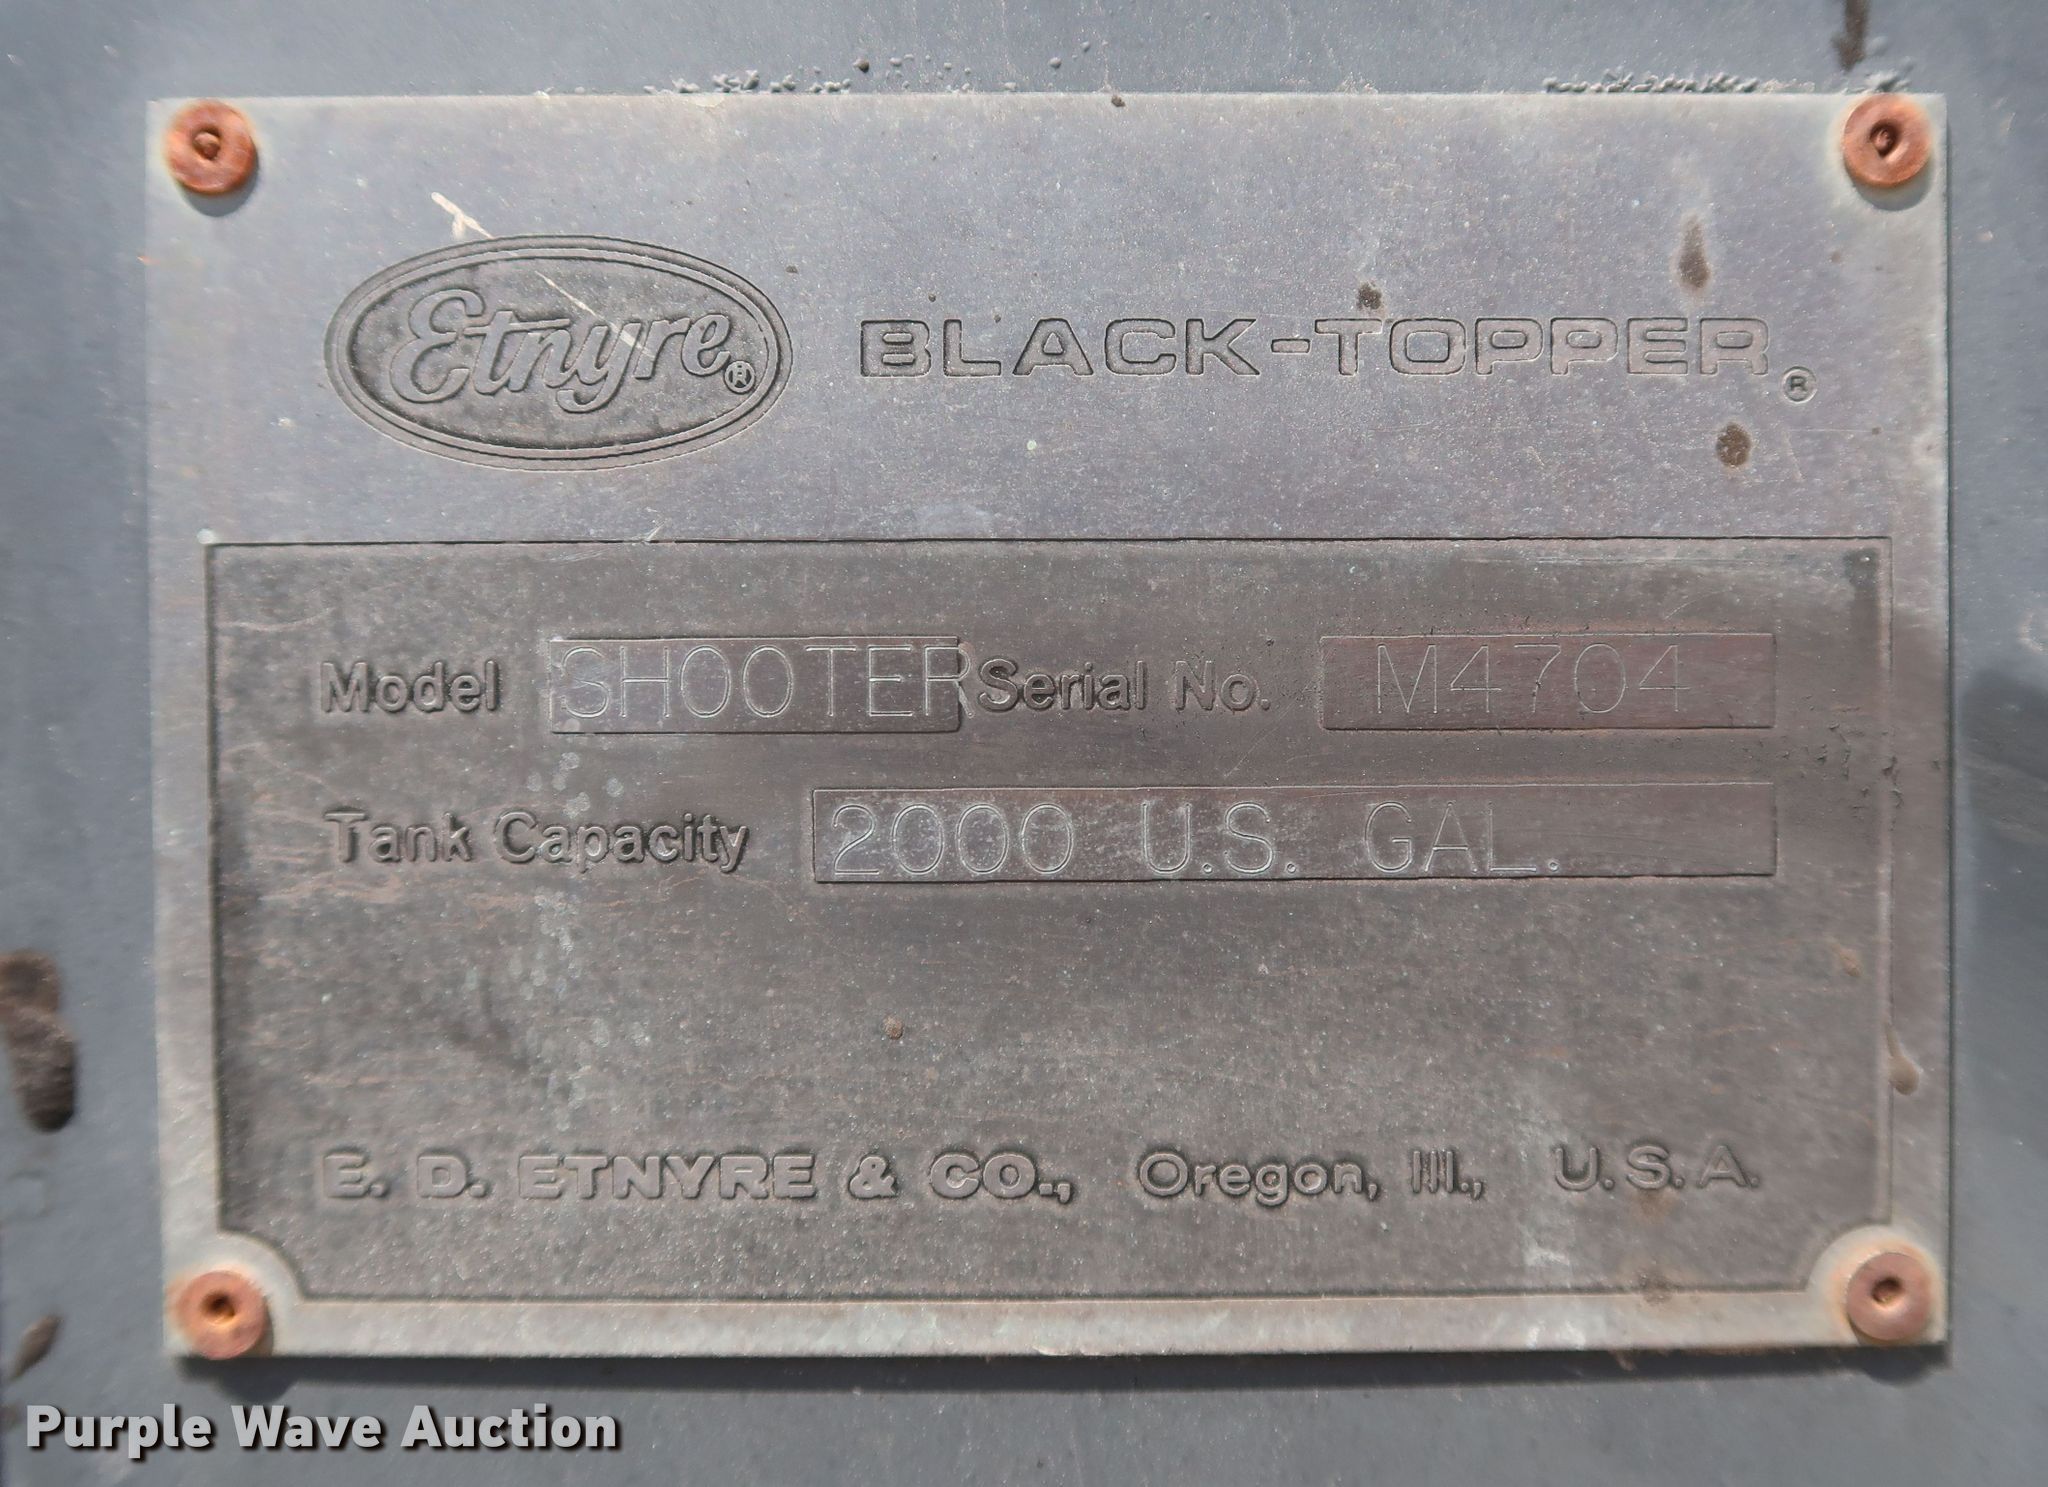 Etnyre® BLACK-TOPPER®
Model SHOOTER Serial No. M4704
Tank Capacity 2000 U.S. GAL.
E. D. ETNYRE & CO., Oregon, Ill., U.S.A.
Purple Wave Auction